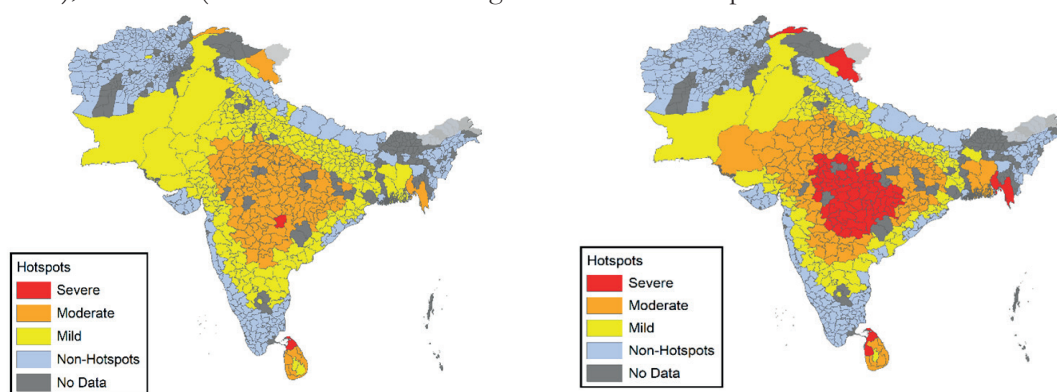 Hotspots
Severe
Moderate
Mild
Non-Hotspots
No Data
Hotspots
Severe
Moderate
Mild
Non-Hotspots
No Data